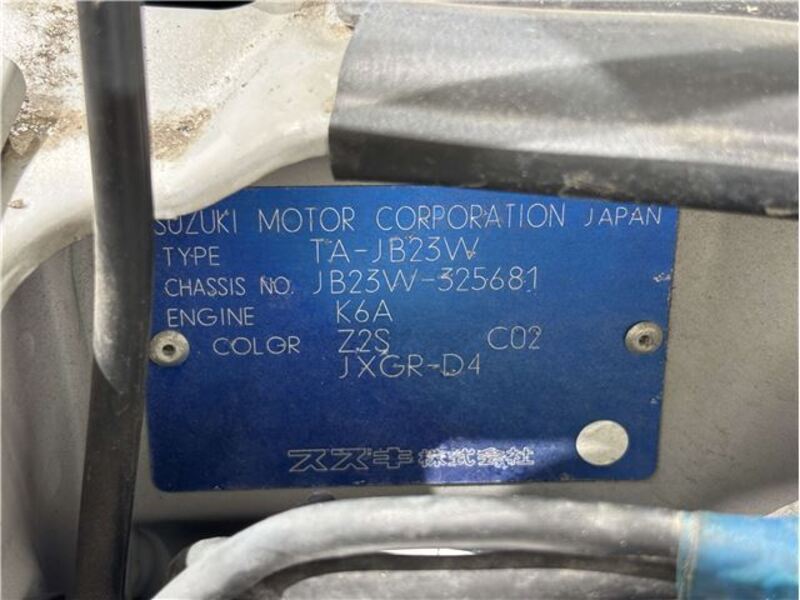 SUZUKI MOTOR CORPORATION JAPAN
TYPE TA-JB23W
CHASSIS NO. JB23W-325681
ENGINE K6A
COLOR Z2S C02
JXGR-D4
スズキ株式会社